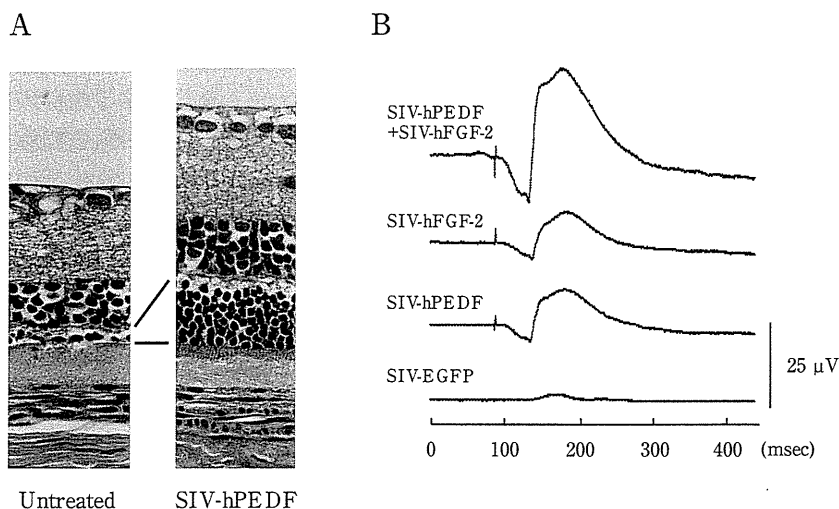 A
B
Untreated
SIV-hPEDF
SIV-hPEDF
+SIV-hFGF-2
SIV-hFGF-2
SIV-hPEDF
SIV-EGFP
25 μV
0 100 200 300 400 (msec)